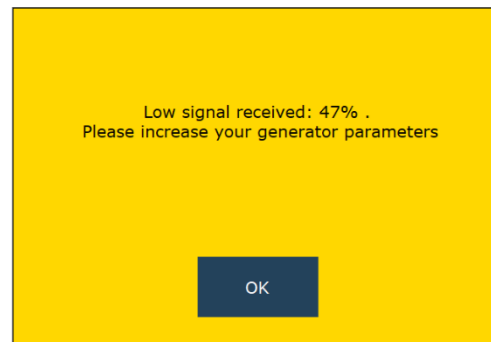 Low signal received: 47% .
Please increase your generator parameters
OK